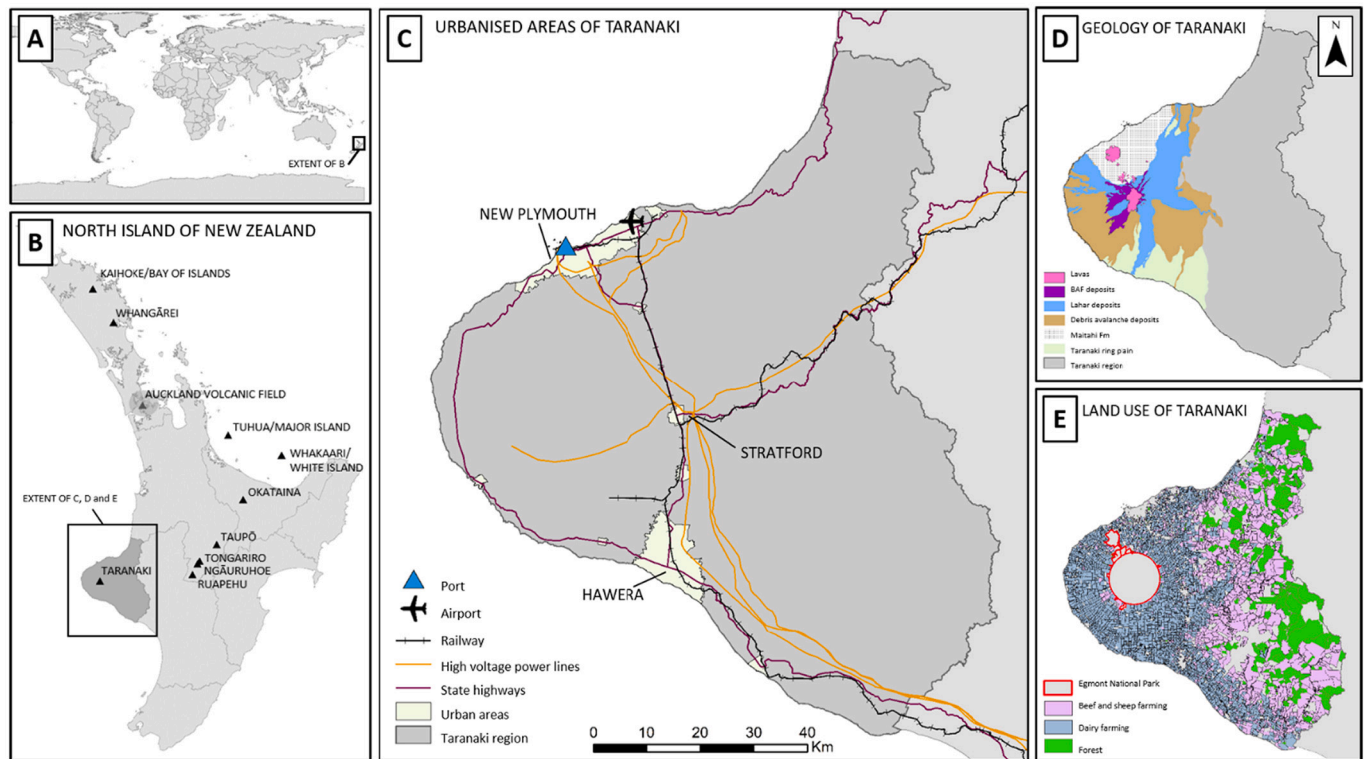 A
EXTENT OF B
B
NORTH ISLAND OF NEW ZEALAND
KAIHOKE/BAY OF ISLANDS
WHANGĀREI
AUCKLAND VOLCANIC FIELD
TUHUA/MAJOR ISLAND
WHAKAARI/
WHITE ISLAND
OKATAINA
EXTENT OF C, D and E
TAUPŌ
TONGARIRO
NGĀURUHOE
RUAPEHU
TARANAKI
C
URBANISED AREAS OF TARANAKI
NEW PLYMOUTH
STRATFORD
HAWERA
Port
Airport
Railway
High voltage power lines
State highways
Urban areas
Taranaki region
0 10 20 30 40
Km
D
GEOLOGY OF TARANAKI
N
Lavas
BAF deposits
Lahar deposits
Debris avalanche deposits
Maitahi Fm
Taranaki ring pain
Taranaki region
E
LAND USE OF TARANAKI
Egmont National Park
Beef and sheep farming
Dairy farming
Forest